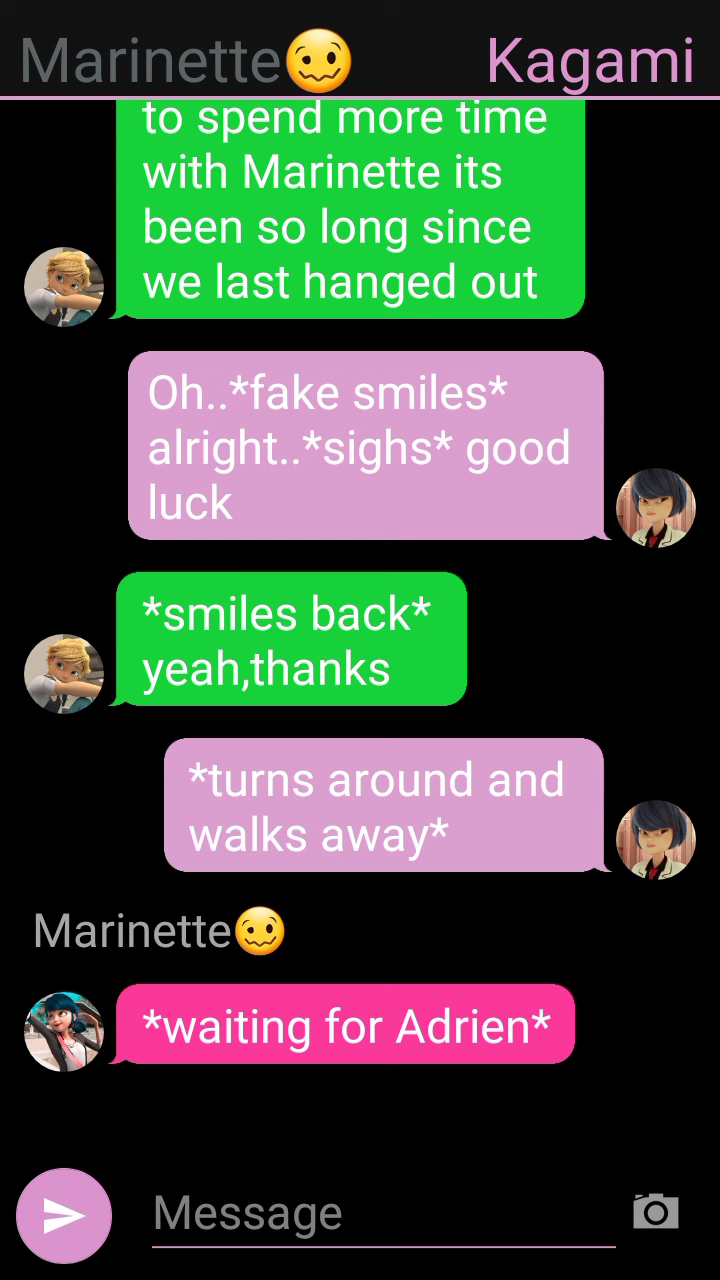 Marinette🥴 Kagami
to spend more time
with Marinette its
been so long since
we last hanged out
Oh..*fake smiles*
alright..*sighs* good
luck
*smiles back*
yeah,thanks
*turns around and
walks away*
Marinette🥴
*waiting for Adrien*
Message